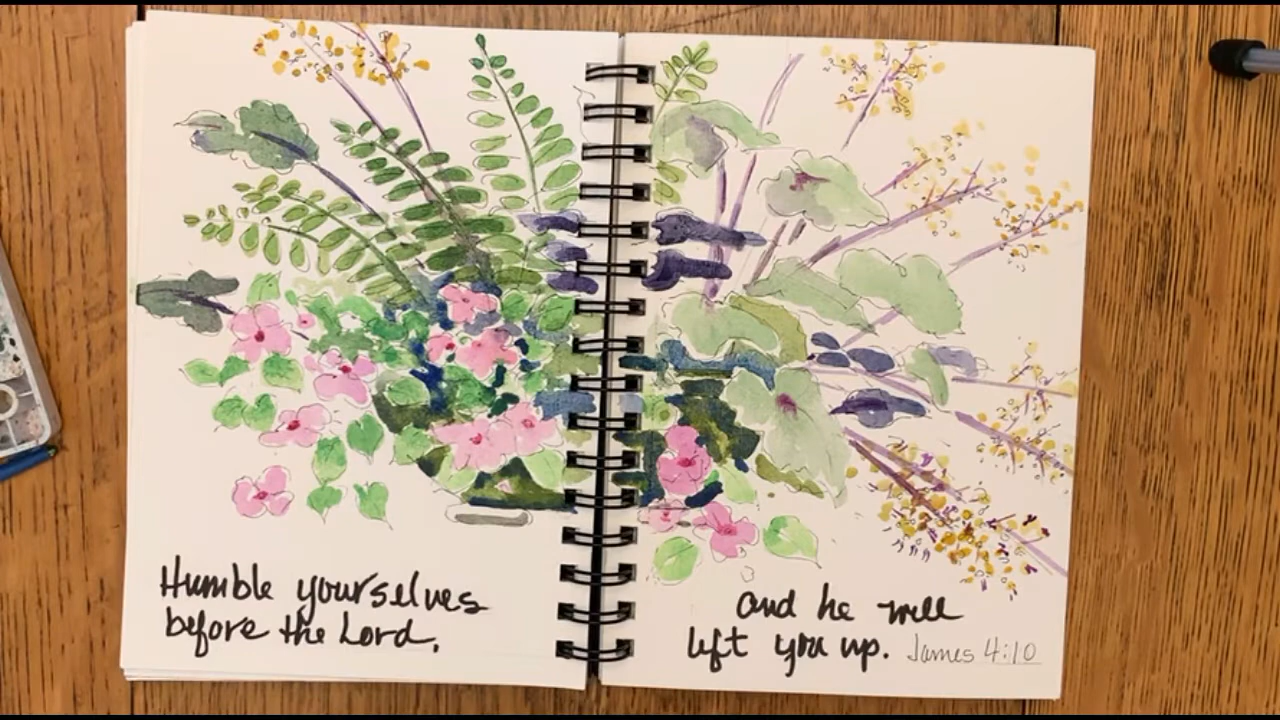 Humble yourselves
before the Lord.
and he will
lift you up. James 4:10